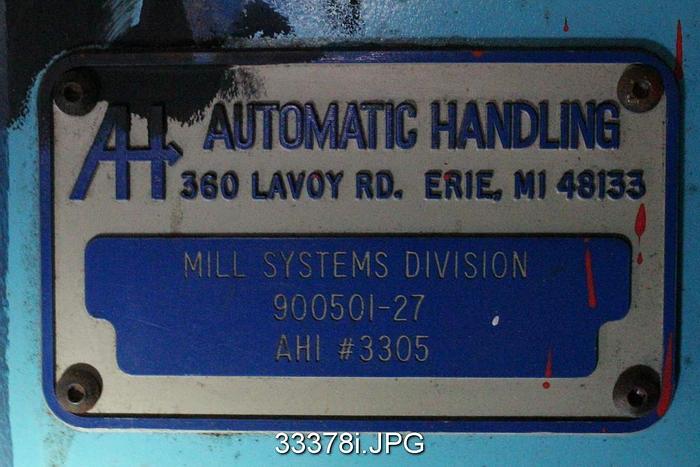 AH AUTOMATIC HANDLING
360 LAVOY RD. ERIE, MI 48133
MILL SYSTEMS DIVISION
900501-27
AHI #3305
33378i.JPG